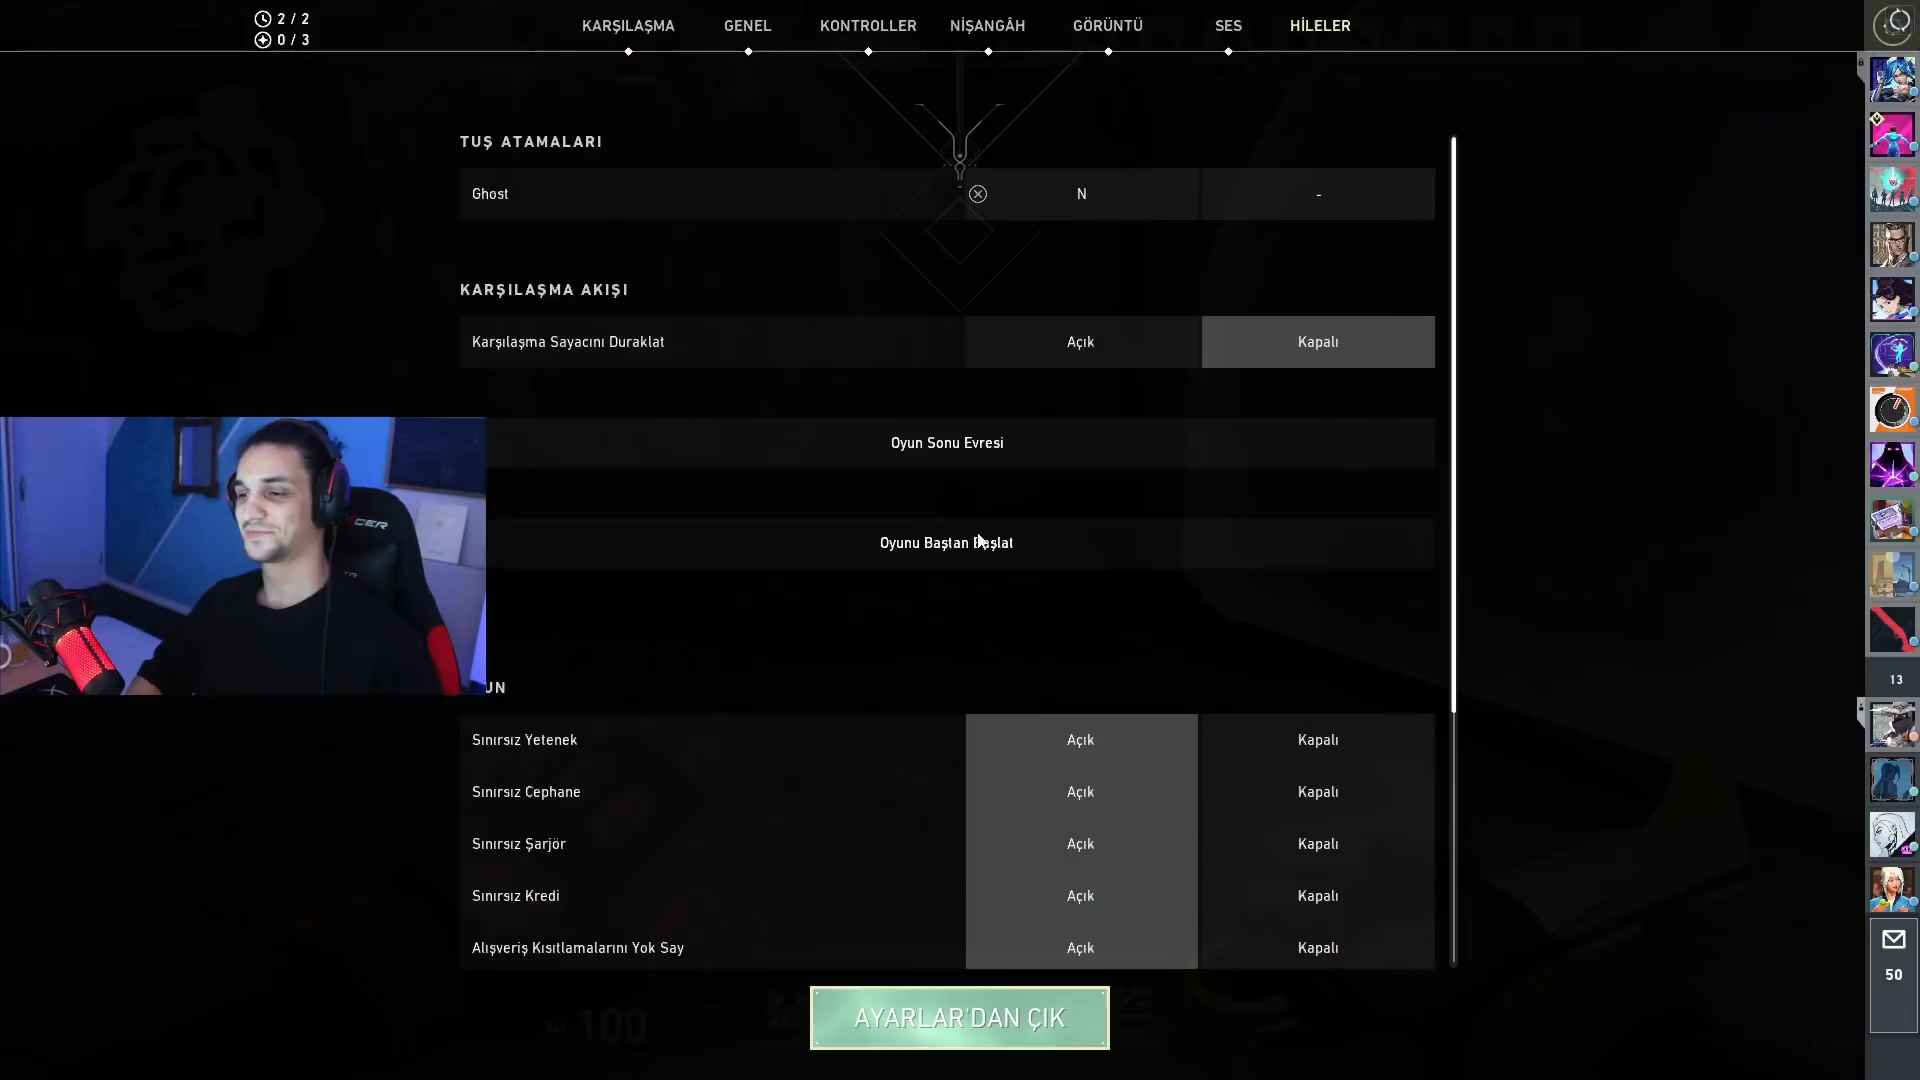 2 / 2
0 / 3
KARŞILAŞMA GENEL KONTROLLER NİŞANGÂH GÖRÜNTÜ SES HİLELER
TUŞ ATAMALARI
Ghost N -
KARŞILAŞMA AKIŞI
Karşılaşma Sayacını Duraklat Açık Kapalı
Oyun Sonu Evresi
Oyunu Baştan Başlat
UN
Sınırsız Yetenek Açık Kapalı
Sınırsız Cephane Açık Kapalı
Sınırsız Şarjör Açık Kapalı
Sınırsız Kredi Açık Kapalı
Alışveriş Kısıtlamalarını Yok Say Açık Kapalı
AYARLAR'DAN ÇIK
100
13
50